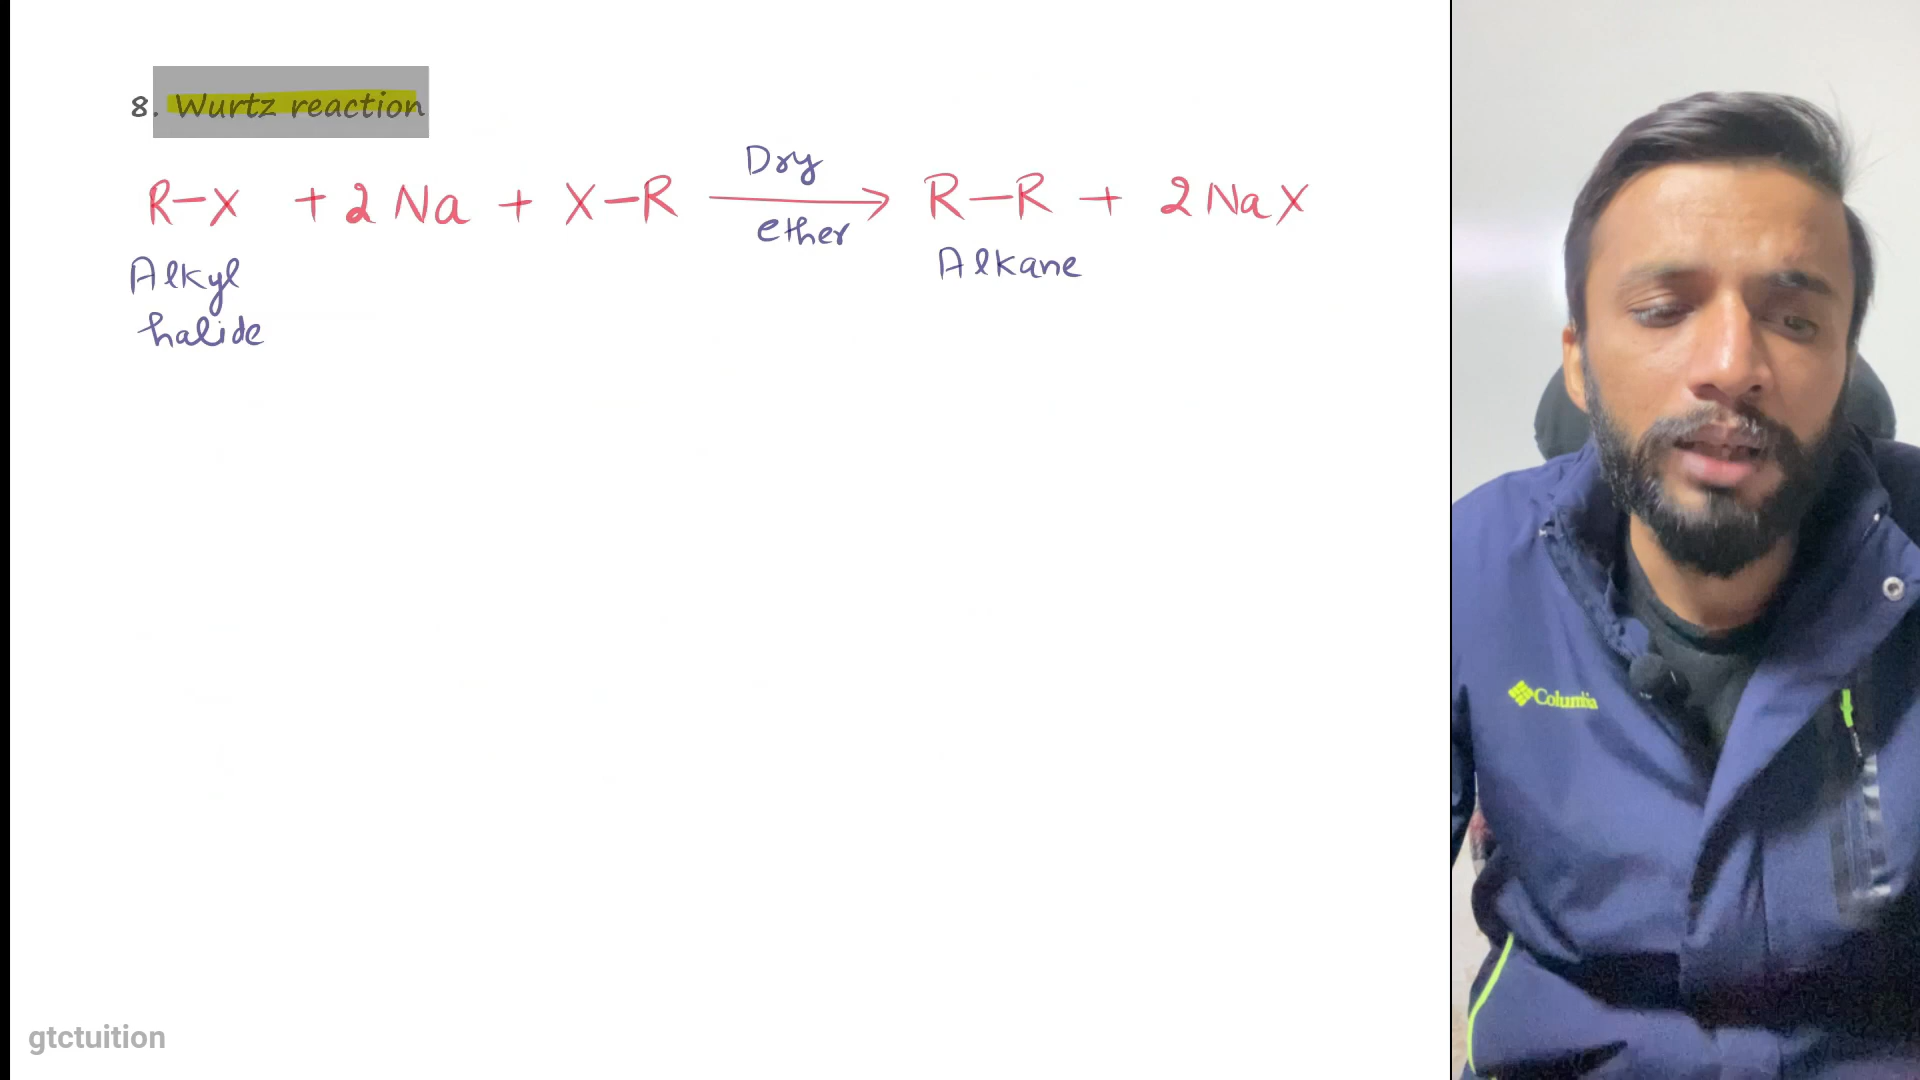 8. Wurtz reaction
Dry
R-X + 2 Na + X-R → R-R + 2 NaX
ether
Alkyl
halide
Alkane
Columbia
gtctuition